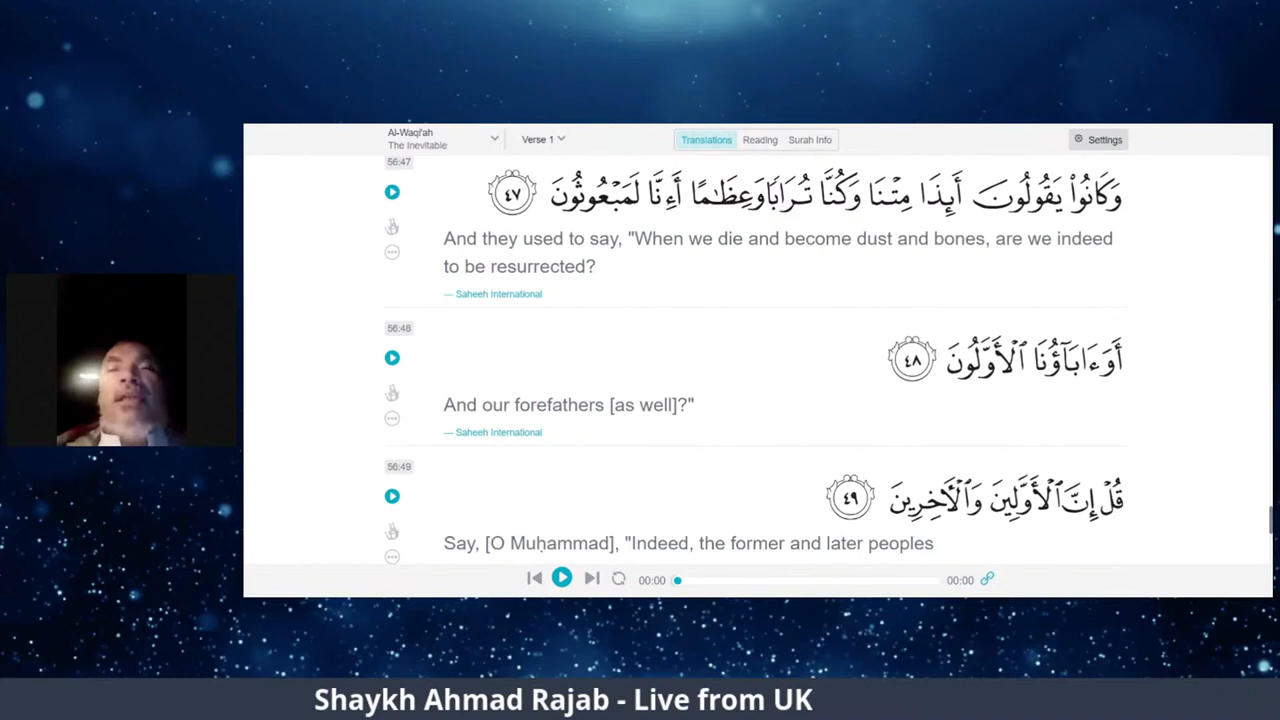 Al-Waqi'ah
The Inevitable
Verse 1
Translations Reading Surah Info
Settings
56:47
وَكَانُوا۟ يَقُولُونَ أَئِذَا مِتْنَا وَكُنَّا تُرَابًا وَعِظَـٰمًا أَءِنَّا لَمَبْعُوثُونَ ٤٧
And they used to say, "When we die and become dust and bones, are we indeed
to be resurrected?
— Saheeh International
56:48
أَوَءَابَآؤُنَا ٱلْأَوَّلُونَ ٤٨
And our forefathers [as well]?"
— Saheeh International
56:49
قُلْ إِنَّ ٱلْأَوَّلِينَ وَٱلْـَٔاخِرِينَ ٤٩
Say, [O Muḥammad], "Indeed, the former and later peoples
00:00 00:00
Shaykh Ahmad Rajab - Live from UK